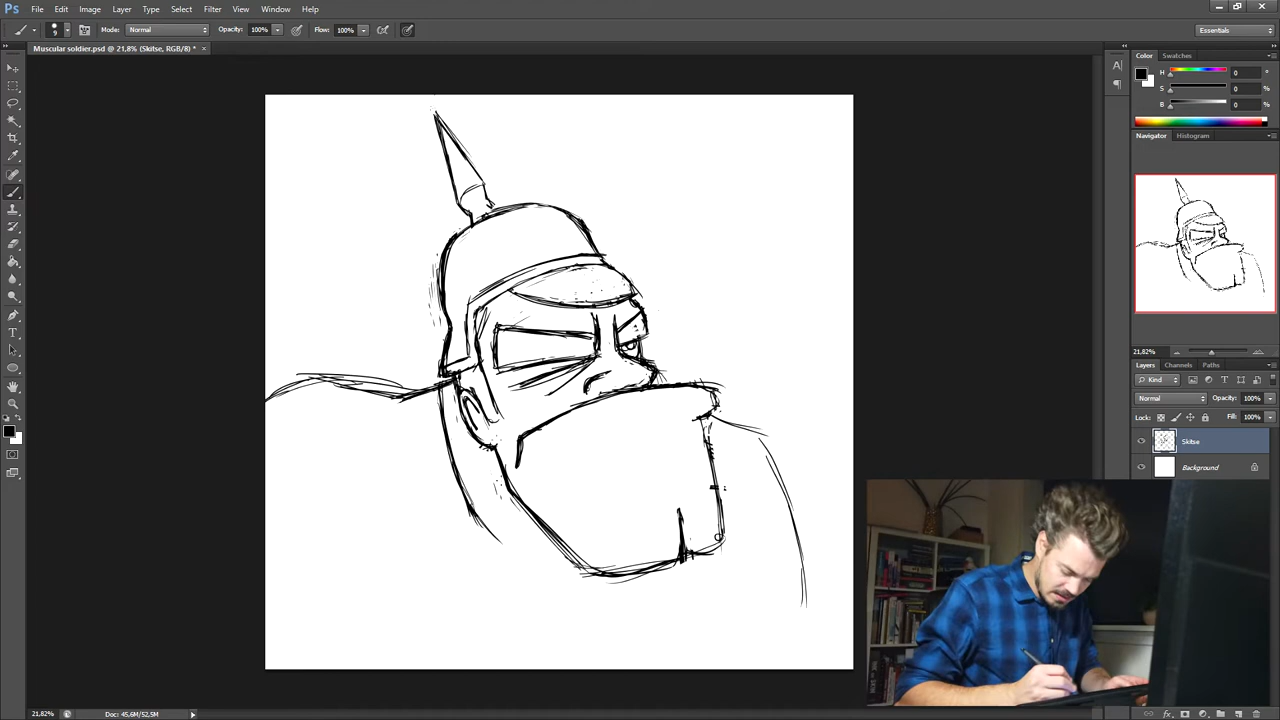 Ps File Edit Image Layer Type Select Filter View Window Help
Mode: Normal Opacity: 100% Flow: 100% Essentials
Muscular soldier.psd @ 21,8% (Skitse, RGB/8) * ×
Color Swatches
H 0 °
S 0 %
B 0 %
Navigator Histogram
21,82%
Layers Channels Paths
Kind
Normal Opacity: 100%
Lock: Fill: 100%
Skitse
Background
21,82% Doc: 45,6M/52,5M